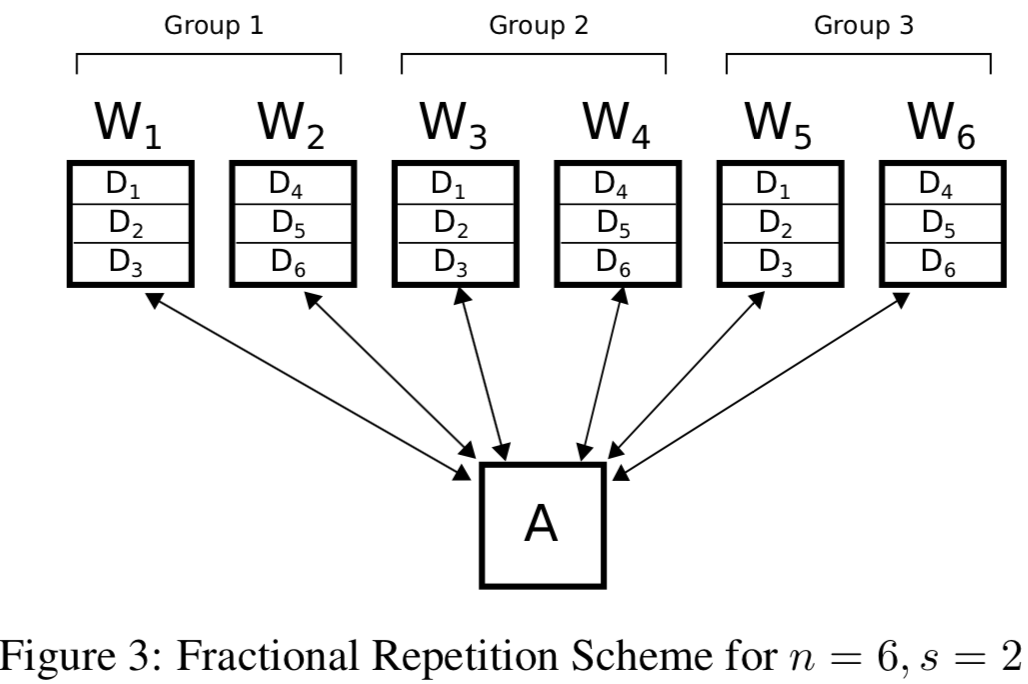 Group 1 Group 2 Group 3
W₁ W₂ W₃ W₄ W₅ W₆
D₁ D₄ D₁ D₄ D₁ D₄
D₂ D₅ D₂ D₅ D₂ D₅
D₃ D₆ D₃ D₆ D₃ D₆
A
Figure 3: Fractional Repetition Scheme for n = 6, s = 2